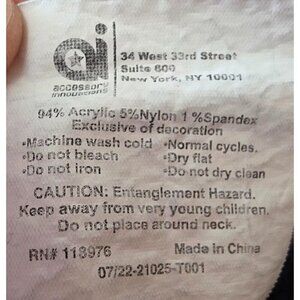 ai
accessory
innovations
34 West 33rd Street
Suite 600
New York, NY 10001
94% Acrylic 5%Nylon 1 %Spandex
Exclusive of decoration
•Machine wash cold •Normal cycles.
•Do not bleach •Dry flat
•Do not iron •Do not dry clean
CAUTION: Entanglement Hazard.
Keep away from very young children.
Do not place around neck.
RN# 113976 Made in China
07/22-21025-T001